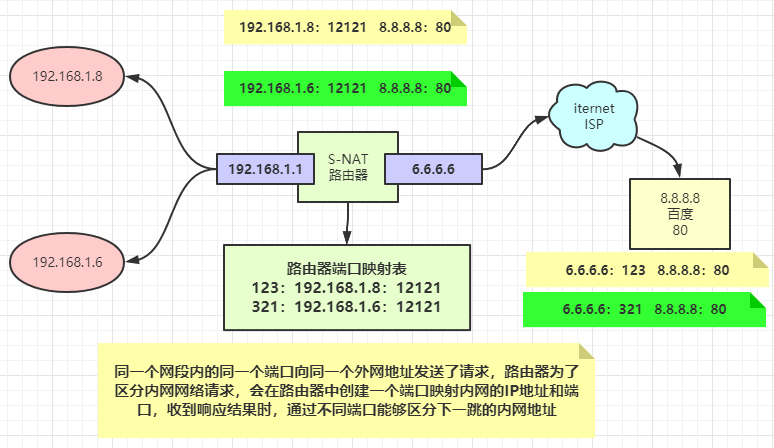 192.168.1.8：12121 8.8.8.8：80
192.168.1.8
192.168.1.6：12121 8.8.8.8：80
iternet
ISP
S-NAT
路由器
192.168.1.1
6.6.6.6
8.8.8.8
百度
80
192.168.1.6
路由器端口映射表
123：192.168.1.8：12121
321：192.168.1.6：12121
6.6.6.6：123 8.8.8.8：80
6.6.6.6：321 8.8.8.8：80
同一个网段内的同一个端口向同一个外网地址发送了请求，路由器为了
区分内网网络请求，会在路由器中创建一个端口映射内网的IP地址和端
口，收到响应结果时，通过不同端口能够区分下一跳的内网地址